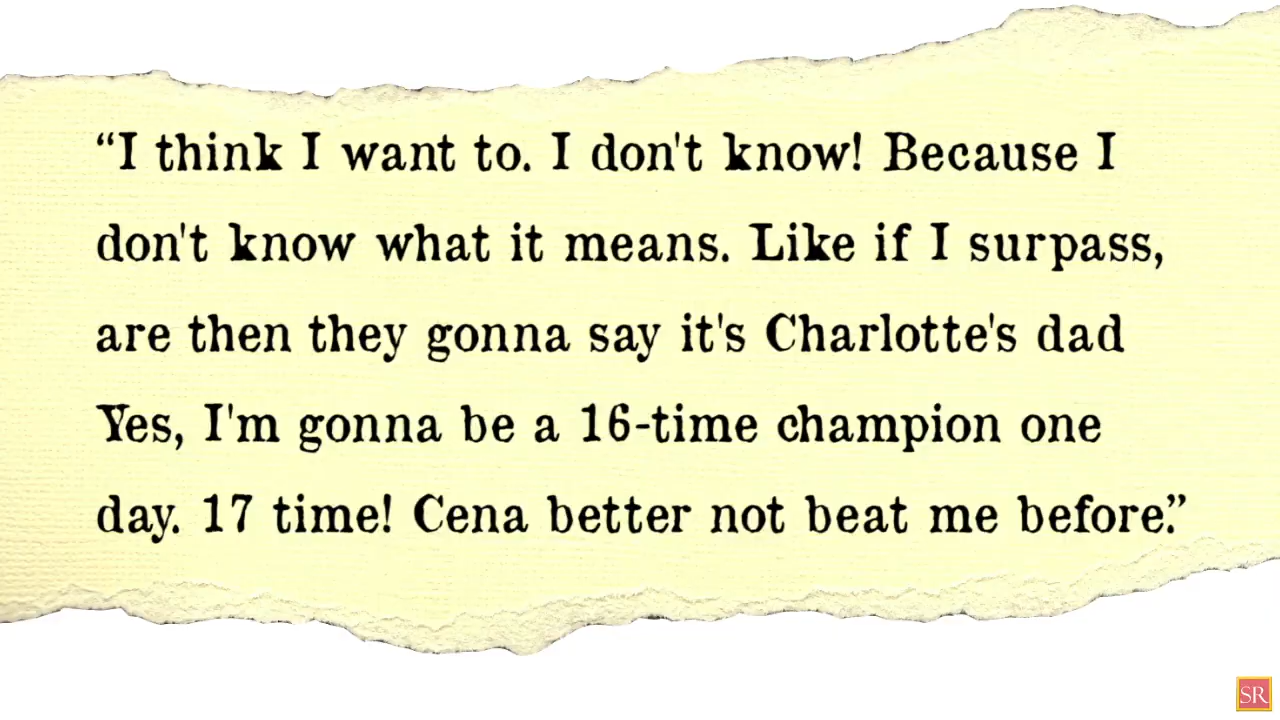 “I think I want to. I don't know! Because I
don't know what it means. Like if I surpass,
are then they gonna say it's Charlotte's dad
Yes, I'm gonna be a 16-time champion one
day. 17 time! Cena better not beat me before.”
SR